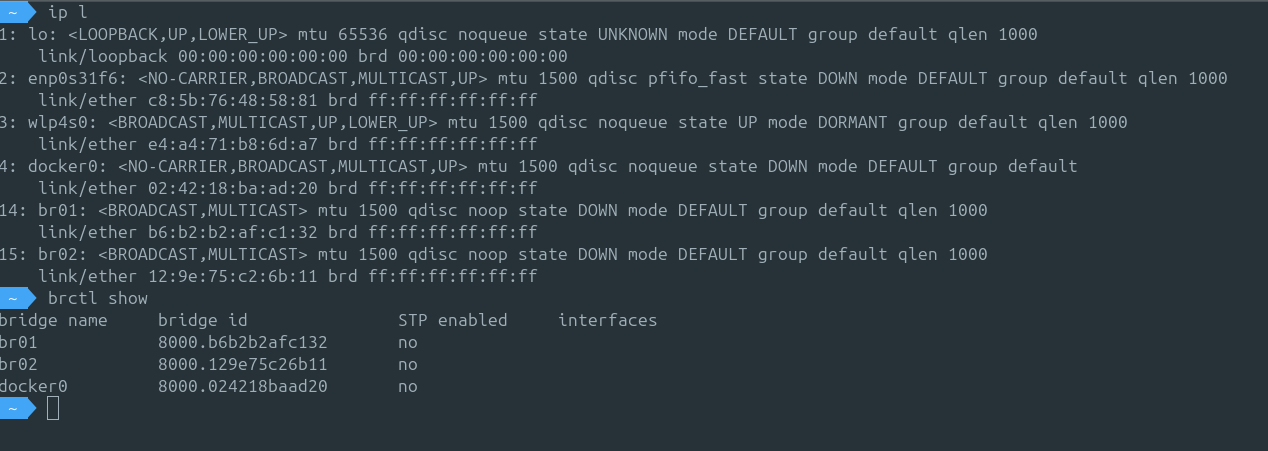 ~ ip l
1: lo: <LOOPBACK,UP,LOWER_UP> mtu 65536 qdisc noqueue state UNKNOWN mode DEFAULT group default qlen 1000
    link/loopback 00:00:00:00:00:00 brd 00:00:00:00:00:00
2: enp0s31f6: <NO-CARRIER,BROADCAST,MULTICAST,UP> mtu 1500 qdisc pfifo_fast state DOWN mode DEFAULT group default qlen 1000
    link/ether c8:5b:76:48:58:81 brd ff:ff:ff:ff:ff:ff
3: wlp4s0: <BROADCAST,MULTICAST,UP,LOWER_UP> mtu 1500 qdisc noqueue state UP mode DORMANT group default qlen 1000
    link/ether e4:a4:71:b8:6d:a7 brd ff:ff:ff:ff:ff:ff
4: docker0: <NO-CARRIER,BROADCAST,MULTICAST,UP> mtu 1500 qdisc noqueue state DOWN mode DEFAULT group default
    link/ether 02:42:18:ba:ad:20 brd ff:ff:ff:ff:ff:ff
14: br01: <BROADCAST,MULTICAST> mtu 1500 qdisc noop state DOWN mode DEFAULT group default qlen 1000
    link/ether b6:b2:b2:af:c1:32 brd ff:ff:ff:ff:ff:ff
15: br02: <BROADCAST,MULTICAST> mtu 1500 qdisc noop state DOWN mode DEFAULT group default qlen 1000
    link/ether 12:9e:75:c2:6b:11 brd ff:ff:ff:ff:ff:ff
~ brctl show
bridge name     bridge id               STP enabled     interfaces
br01            8000.b6b2b2afc132       no
br02            8000.129e75c26b11       no
docker0         8000.024218baad20       no
~